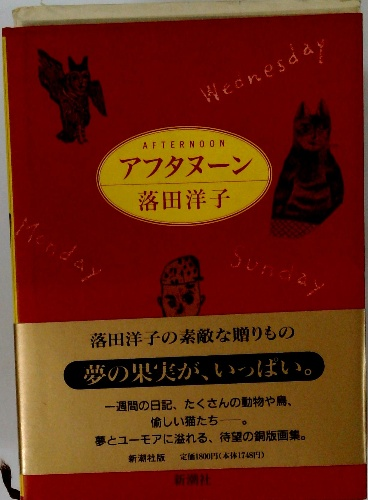 Wednesday
AFTERNOON
アフタヌーン
落田洋子
Monday
Sunday
落田洋子の素敵な贈りもの
夢の果実が、いっぱい。
一週間の日記、たくさんの動物や鳥、
愉しい猫たち――。
夢とユーモアに溢れる、待望の銅版画集。
新潮社版 定価1800円(本体1748円)
新潮社